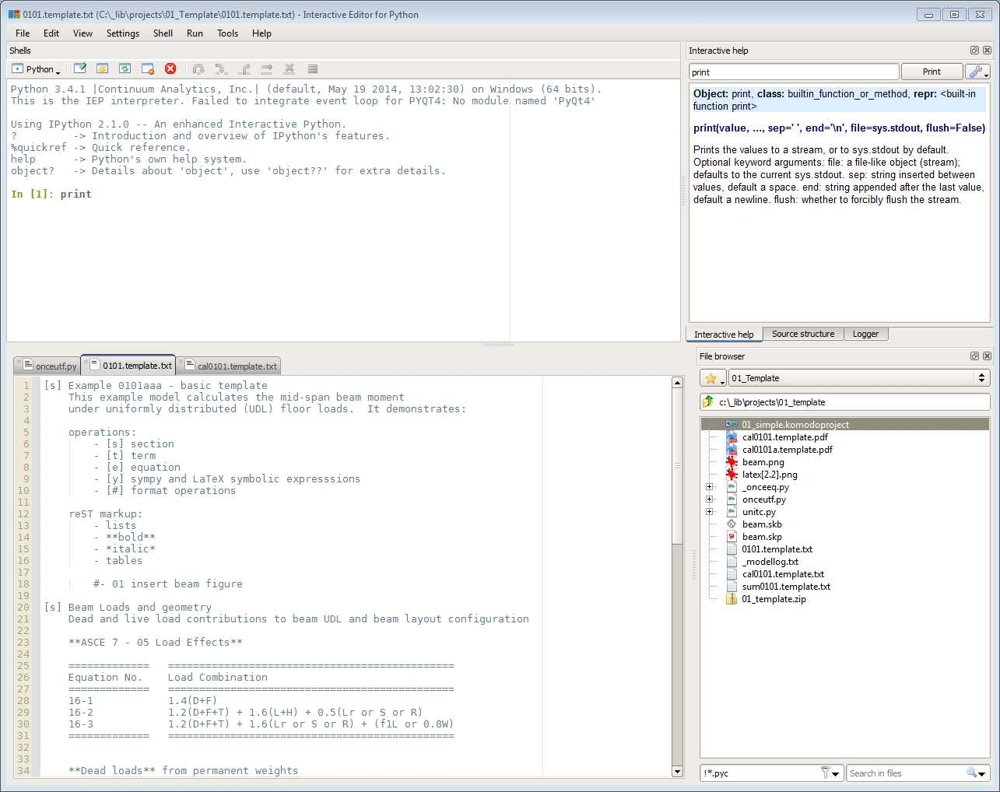 0101.template.txt (C:\_lib\projects\01_Template\0101.template.txt) - Interactive Editor for Python
File Edit View Settings Shell Run Tools Help
Shells
Python
Python 3.4.1 |Continuum Analytics, Inc.| (default, May 19 2014, 13:02:30) on Windows (64 bits).
This is the IEP interpreter. Failed to integrate event loop for PYQT4: No module named 'PyQt4'
Using IPython 2.1.0 -- An enhanced Interactive Python.
? -> Introduction and overview of IPython's features.
%quickref -> Quick reference.
help -> Python's own help system.
object? -> Details about 'object', use 'object??' for extra details.
In [1]: print
Interactive help
print Print
Object: print, class: builtin_function_or_method, repr: <built-in
function print>
print(value, ..., sep=' ', end='\n', file=sys.stdout, flush=False)
Prints the values to a stream, or to sys.stdout by default.
Optional keyword arguments: file: a file-like object (stream);
defaults to the current sys.stdout. sep: string inserted between
values, default a space. end: string appended after the last value,
default a newline. flush: whether to forcibly flush the stream.
Interactive help Source structure Logger
onceutf.py 0101.template.txt cal0101.template.txt
1 [s] Example 0101aaa - basic template
2 This example model calculates the mid-span beam moment
3 under uniformly distributed (UDL) floor loads. It demonstrates:
4
5 operations:
6 - [s] section
7 - [t] term
8 - [e] equation
9 - [y] sympy and LaTeX symbolic expresssions
10 - [#] format operations
11
12 reST markup:
13 - lists
14 - **bold**
15 - *italic*
16 - tables
17
18 #- 01 insert beam figure
19
20 [s] Beam Loads and geometry
21 Dead and live load contributions to beam UDL and beam layout configuration
22
23 **ASCE 7 - 05 Load Effects**
24
25 ============= ==============================================
26 Equation No. Load Combination
27 ============= ==============================================
28 16-1 1.4(D+F)
29 16-2 1.2(D+F+T) + 1.6(L+H) + 0.5(Lr or S or R)
30 16-3 1.2(D+F+T) + 1.6(Lr or S or R) + (f1L or 0.8W)
31 ============= ==============================================
32
33
34 **Dead loads** from permanent weights
File browser
01_Template
c:\_lib\projects\01_template
01_simple.komodoproject
cal0101.template.pdf
cal0101a.template.pdf
beam.png
latex[2.2].png
_onceeq.py
onceutf.py
unitc.py
beam.skb
beam.skp
0101.template.txt
_modellog.txt
cal0101.template.txt
sum0101.template.txt
01_template.zip
!*.pyc Search in files